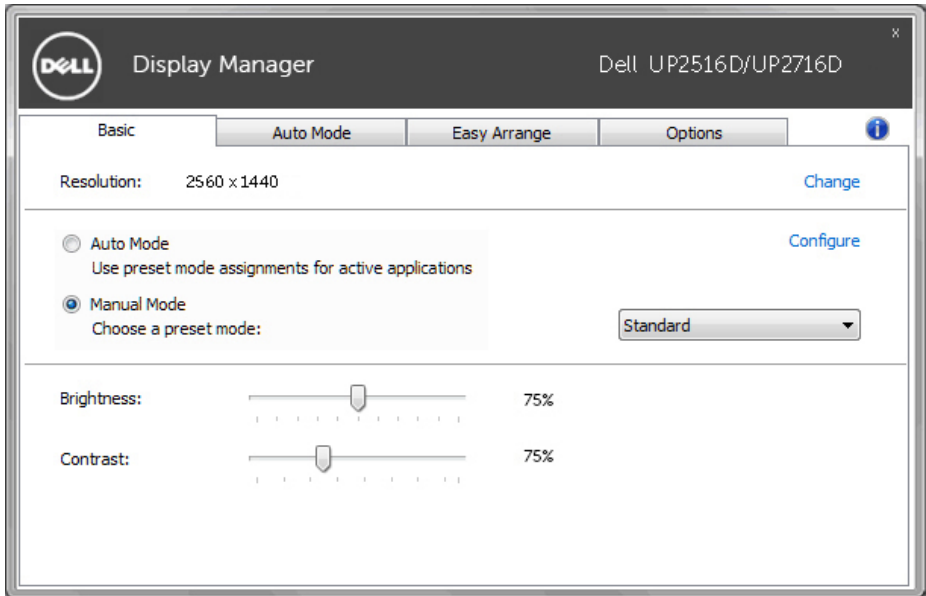 DELL Display Manager Dell UP2516D/UP2716D x
Basic Auto Mode Easy Arrange Options i
Resolution: 2560 x 1440 Change
Auto Mode Configure
Use preset mode assignments for active applications
Manual Mode
Choose a preset mode: Standard
Brightness: 75%
Contrast: 75%